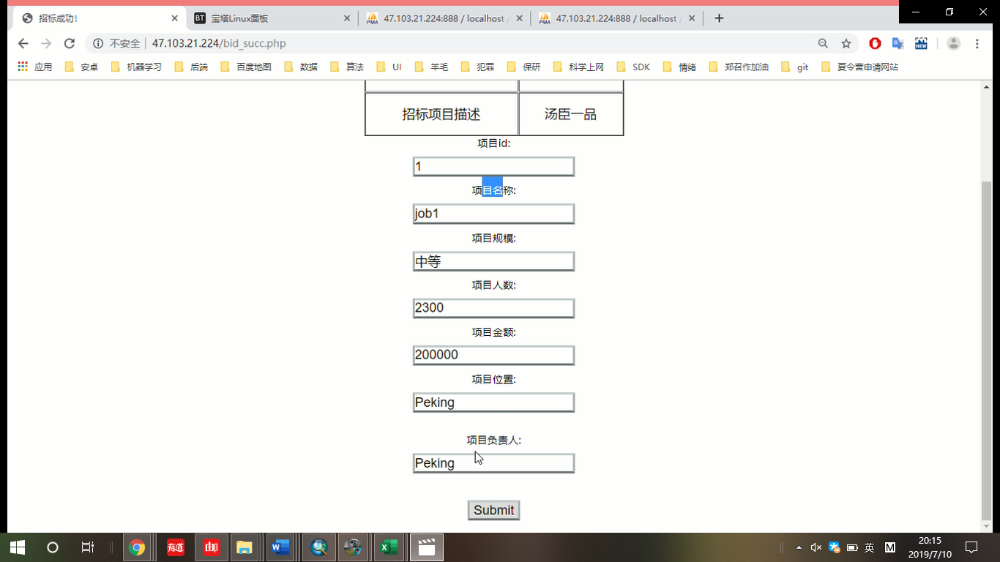 招标成功!
BT 宝塔Linux面板
PMA 47.103.21.224:888 / localhost /
PMA 47.103.21.224:888 / localhost /
不安全 | 47.103.21.224/bid_succ.php
NEW
应用 安卓 机器学习 后端 百度地图 数据 算法 UI 羊毛 犯罪 保研 科学上网 SDK 情绪 郑召作加油 git 夏令营申请网站
招标项目描述 汤臣一品
项目id:
1
项目名称:
job1
项目规模:
中等
项目人数:
2300
项目金额:
200000
项目位置:
Peking
项目负责人:
Peking
Submit
有道 邮 W X 英 M
20:15
2019/7/10